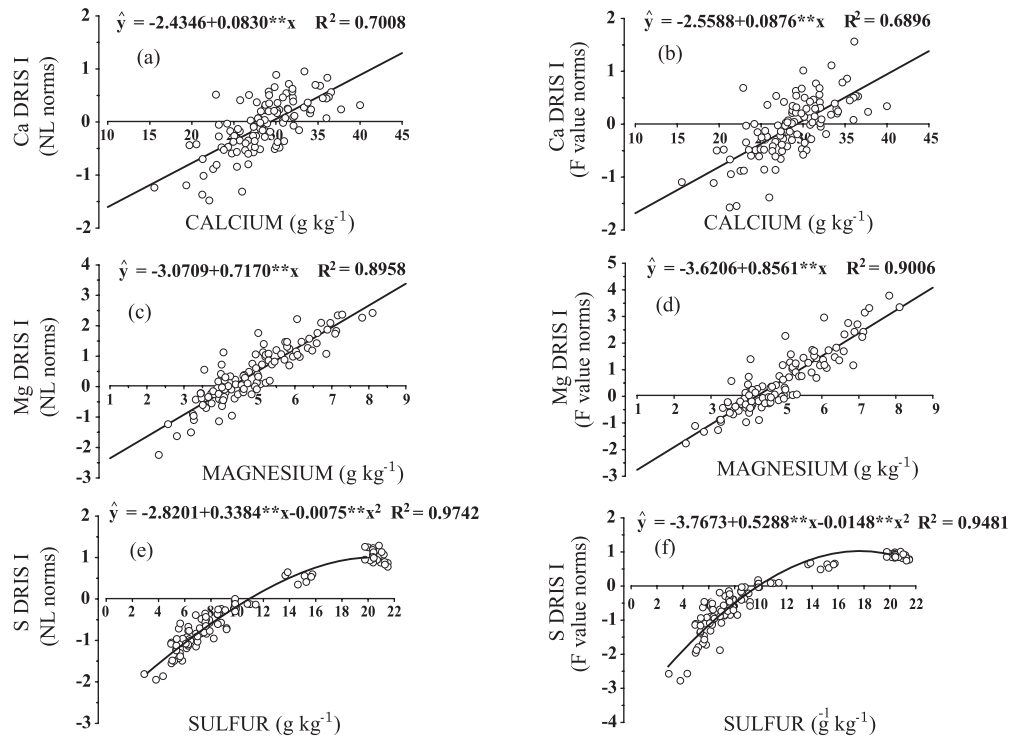 ŷ = -2.4346+0.0830**x R² = 0.7008
(a)
Ca DRIS I
(NL norms)
2
1
0
-1
-2
10 15 20 25 30 35 40 45
CALCIUM (g kg⁻¹)
ŷ = -2.5588+0.0876**x R² = 0.6896
(b)
Ca DRIS I
(F value norms)
2
1
0
-1
-2
10 15 20 25 30 35 40 45
CALCIUM (g kg⁻¹)
ŷ = -3.0709+0.7170**x R² = 0.8958
(c)
Mg DRIS I
(NL norms)
4
3
2
1
0
-1
-2
-3
1 2 3 4 5 6 7 8 9
MAGNESIUM (g kg⁻¹)
ŷ = -3.6206+0.8561**x R² = 0.9006
(d)
Mg DRIS I
(F value norms)
5
4
3
2
1
0
-1
-2
-3
1 2 3 4 5 6 7 8 9
MAGNESIUM (g kg⁻¹)
ŷ = -2.8201+0.3384**x-0.0075**x² R² = 0.9742
(e)
S DRIS I
(NL norms)
2
1
0
-1
-2
-3
0 2 4 6 8 10 12 14 16 18 20 22
SULFUR (g kg⁻¹)
ŷ = -3.7673+0.5288**x-0.0148**x² R² = 0.9481
(f)
S DRIS I
(F value norms)
2
1
0
-1
-2
-3
-4
0 2 4 6 8 10 12 14 16 18 20 22
SULFUR (g kg⁻¹)